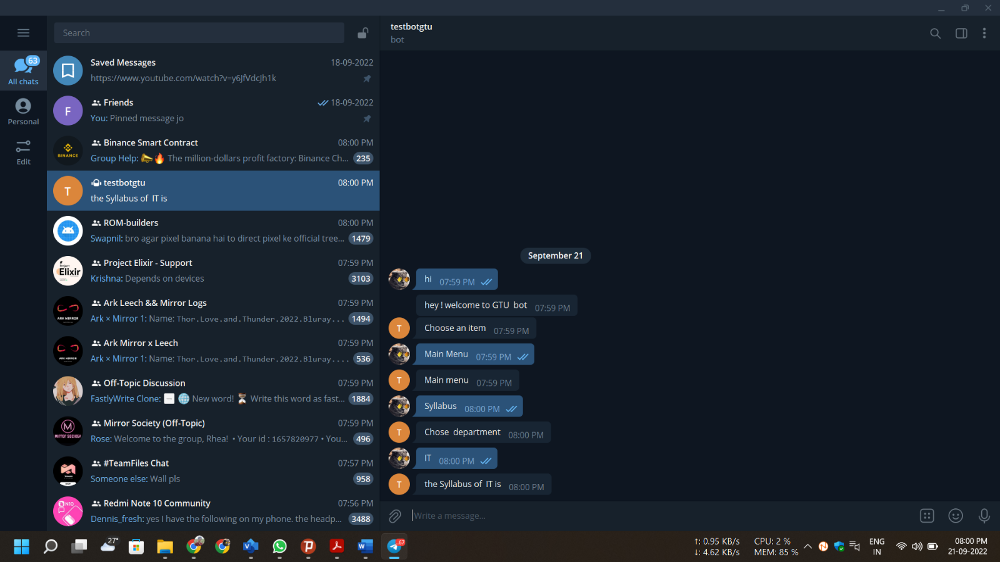 Search
testbotgtu
bot
63
All chats
Personal
Edit
Saved Messages 18-09-2022
https://www.youtube.com/watch?v=y6JfVdcJh1k
F
Friends 18-09-2022
You: Pinned message jo
BINANCE
Binance Smart Contract 08:00 PM
Group Help: 📣🔥 The million-dollars profit factory: Binance Ch... 235
T
testbotgtu 08:00 PM
the Syllabus of IT is
ROM-builders 08:00 PM
Swapnil: bro agar pixel banana hai to direct pixel ke official tree... 1479
Project Elixir
Project Elixir - Support 07:59 PM
Krishna: Depends on devices 3103
ARK MIRROR
Ark Leech && Mirror Logs 07:59 PM
Ark × Mirror 1: Name: Thor.Love.and.Thunder.2022.Bluray... 1494
ARK MIRROR
Ark Mirror x Leech 07:59 PM
Ark × Mirror 1: Name: Thor.Love.and.Thunder.2022.Bluray.... 536
Off-Topic Discussion 07:59 PM
FastlyWrite Clone: 🌐 New word! ⏳ Write this word as fast... 1884
M
MIRROR SOCIETY
Mirror Society (Off-Topic) 07:59 PM
Rose: Welcome to the group, Rhea! • Your id : 1657820977 • You... 496
TEAM
#TeamFiles Chat 07:57 PM
Someone else: Wall pls 958
N10
Redmi Note 10 Community 07:56 PM
Dennis_fresh: yes I have the following on my phone. the headp... 3488
September 21
hi 07:59 PM
hey ! welcome to GTU bot 07:59 PM
T
Choose an item 07:59 PM
Main Menu 07:59 PM
T
Main menu 07:59 PM
Syllabus 08:00 PM
T
Chose department 08:00 PM
IT 08:00 PM
T
the Syllabus of IT is 08:00 PM
Write a message...
27°
W
67
↑: 0.95 KB/s
↓: 4.62 KB/s
CPU: 2 %
MEM: 85 %
ENG
IN
08:00 PM
21-09-2022